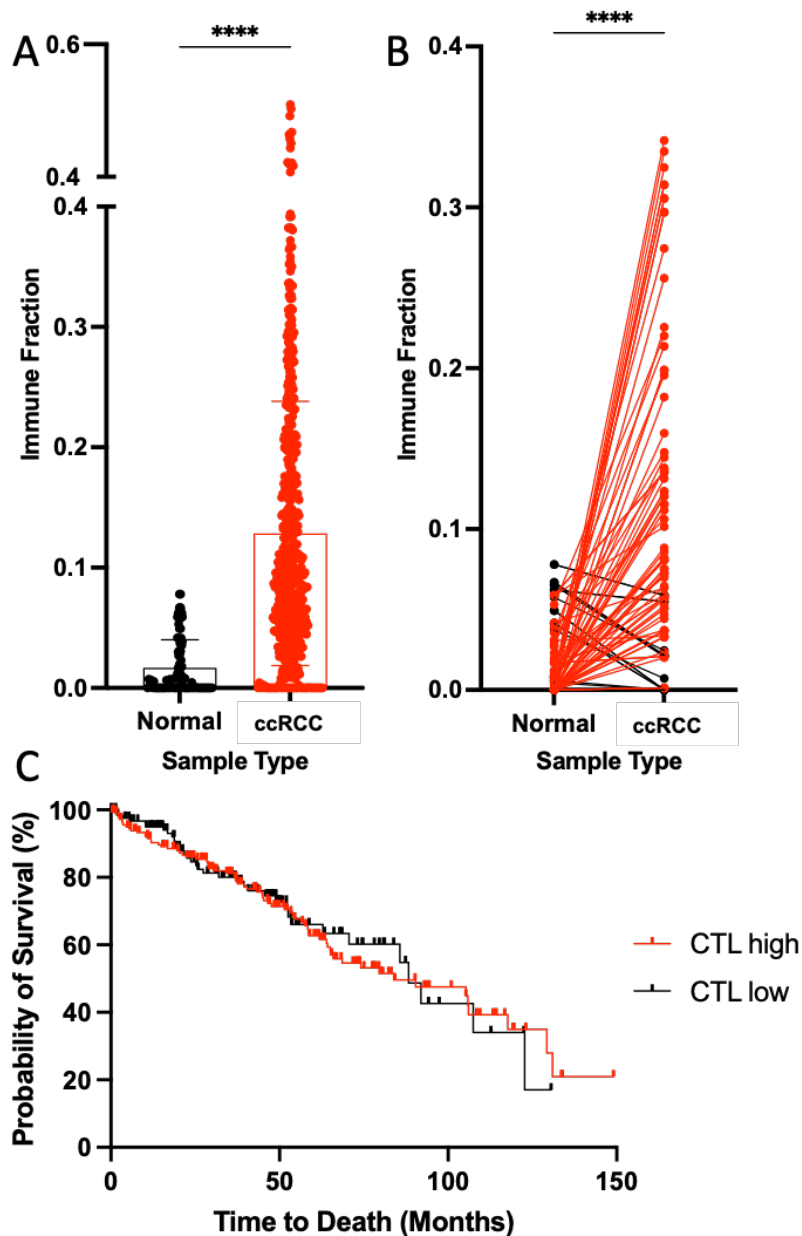 A
****
0.6
0.4
0.4
0.3
0.2
0.1
0.0
Immune Fraction
Normal
ccRCC
Sample Type
B
****
0.4
0.3
0.2
0.1
0.0
Immune Fraction
Normal
ccRCC
Sample Type
C
100
80
60
40
20
0
Probability of Survival (%)
0
50
100
150
Time to Death (Months)
CTL high
CTL low